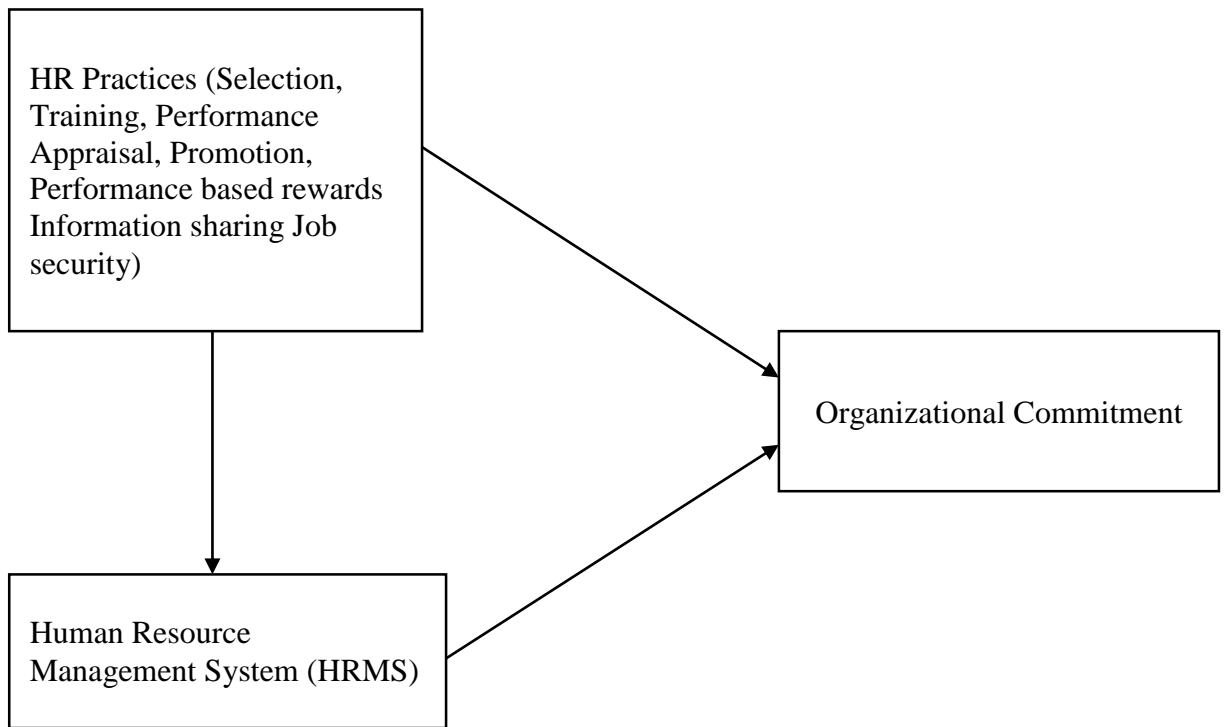 HR Practices (Selection,
Training, Performance
Appraisal, Promotion,
Performance based rewards
Information sharing Job
security)
Organizational Commitment
Human Resource
Management System (HRMS)